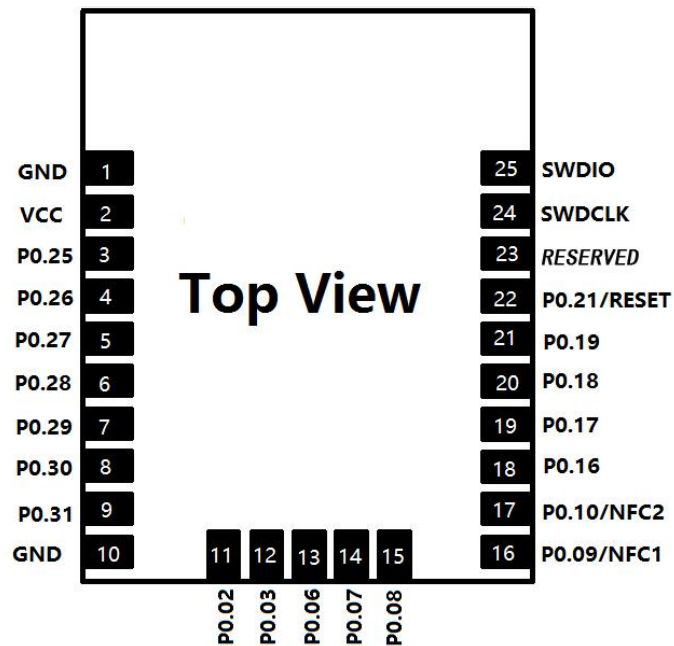 GND 1
VCC 2
P0.25 3
P0.26 4
P0.27 5
P0.28 6
P0.29 7
P0.30 8
P0.31 9
GND 10
Top View
11 P0.02
12 P0.03
13 P0.06
14 P0.07
15 P0.08
25 SWDIO
24 SWDCLK
23 RESERVED
22 P0.21/RESET
21 P0.19
20 P0.18
19 P0.17
18 P0.16
17 P0.10/NFC2
16 P0.09/NFC1